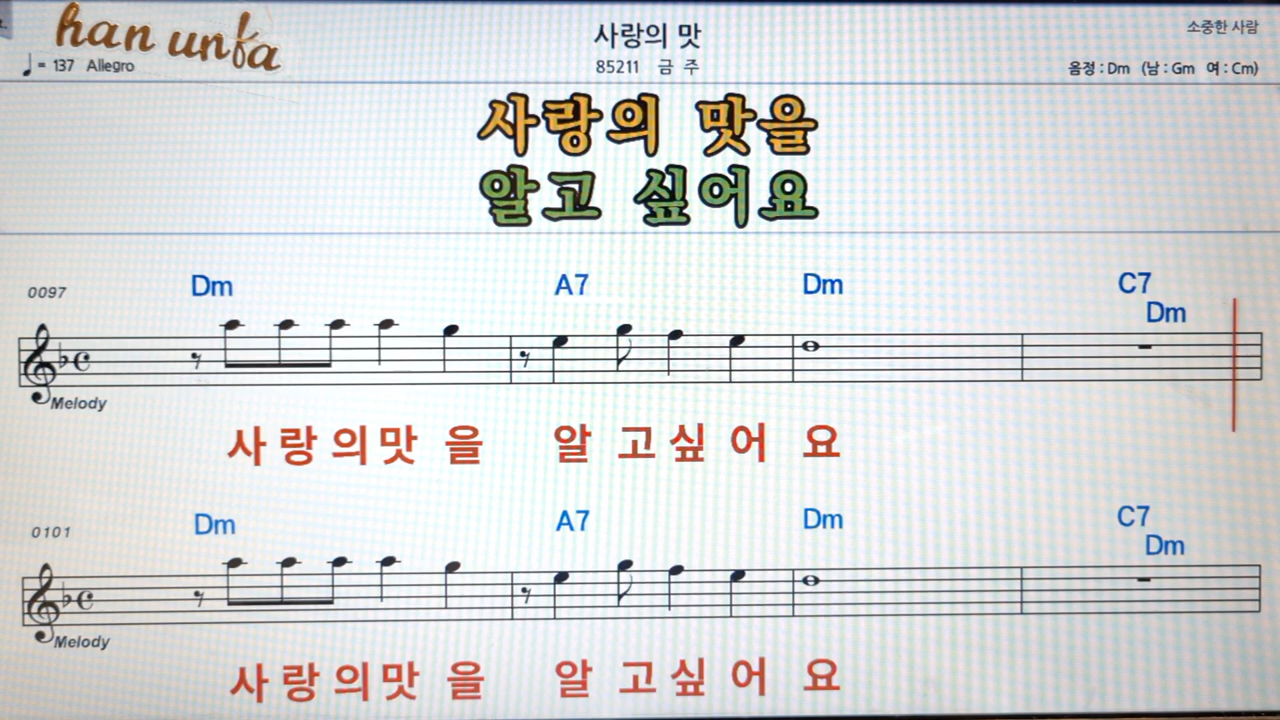 han unfa
사랑의 맛
소중한 사람
♩= 137 Allegro
85211 금 주
음정 : Dm (남 : Gm 여 : Cm)
사랑의 맛을
알고 싶어요
0097
Dm A7 Dm C7 Dm
Melody
사 랑 의 맛 을 알 고 싶 어 요
0101
Dm A7 Dm C7 Dm
Melody
사 랑 의 맛 을 알 고 싶 어 요